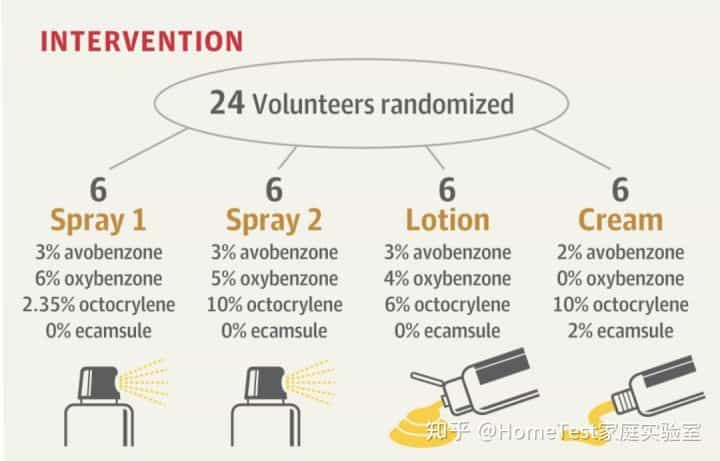 INTERVENTION
24 Volunteers randomized
6
Spray 1
3% avobenzone
6% oxybenzone
2.35% octocrylene
0% ecamsule
6
Spray 2
3% avobenzone
5% oxybenzone
10% octocrylene
0% ecamsule
6
Lotion
3% avobenzone
4% oxybenzone
6% octocrylene
0% ecamsule
6
Cream
2% avobenzone
0% oxybenzone
10% octocrylene
2% ecamsule
知乎 @HomeTest家庭实验室